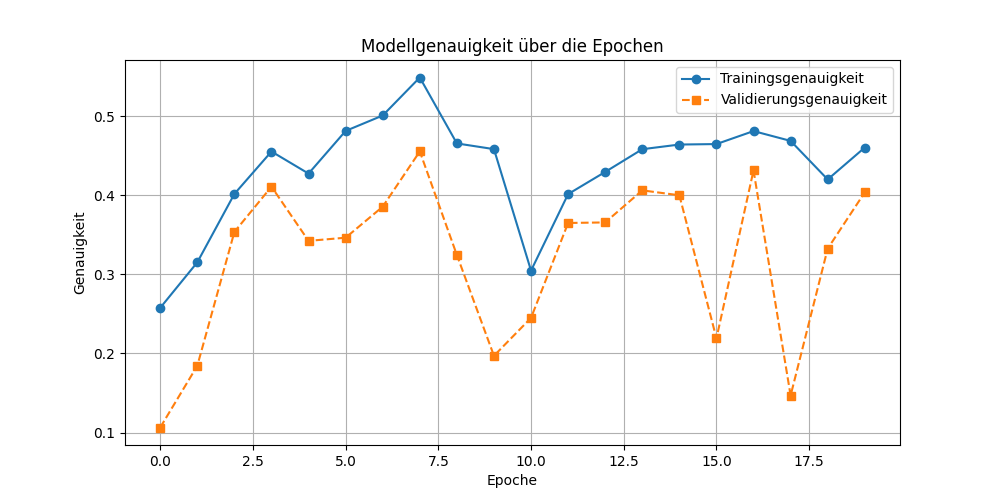 Modellgenauigkeit über die Epochen
Trainingsgenauigkeit
Validierungsgenauigkeit
Genauigkeit
0.5
0.4
0.3
0.2
0.1
0.0 2.5 5.0 7.5 10.0 12.5 15.0 17.5
Epoche